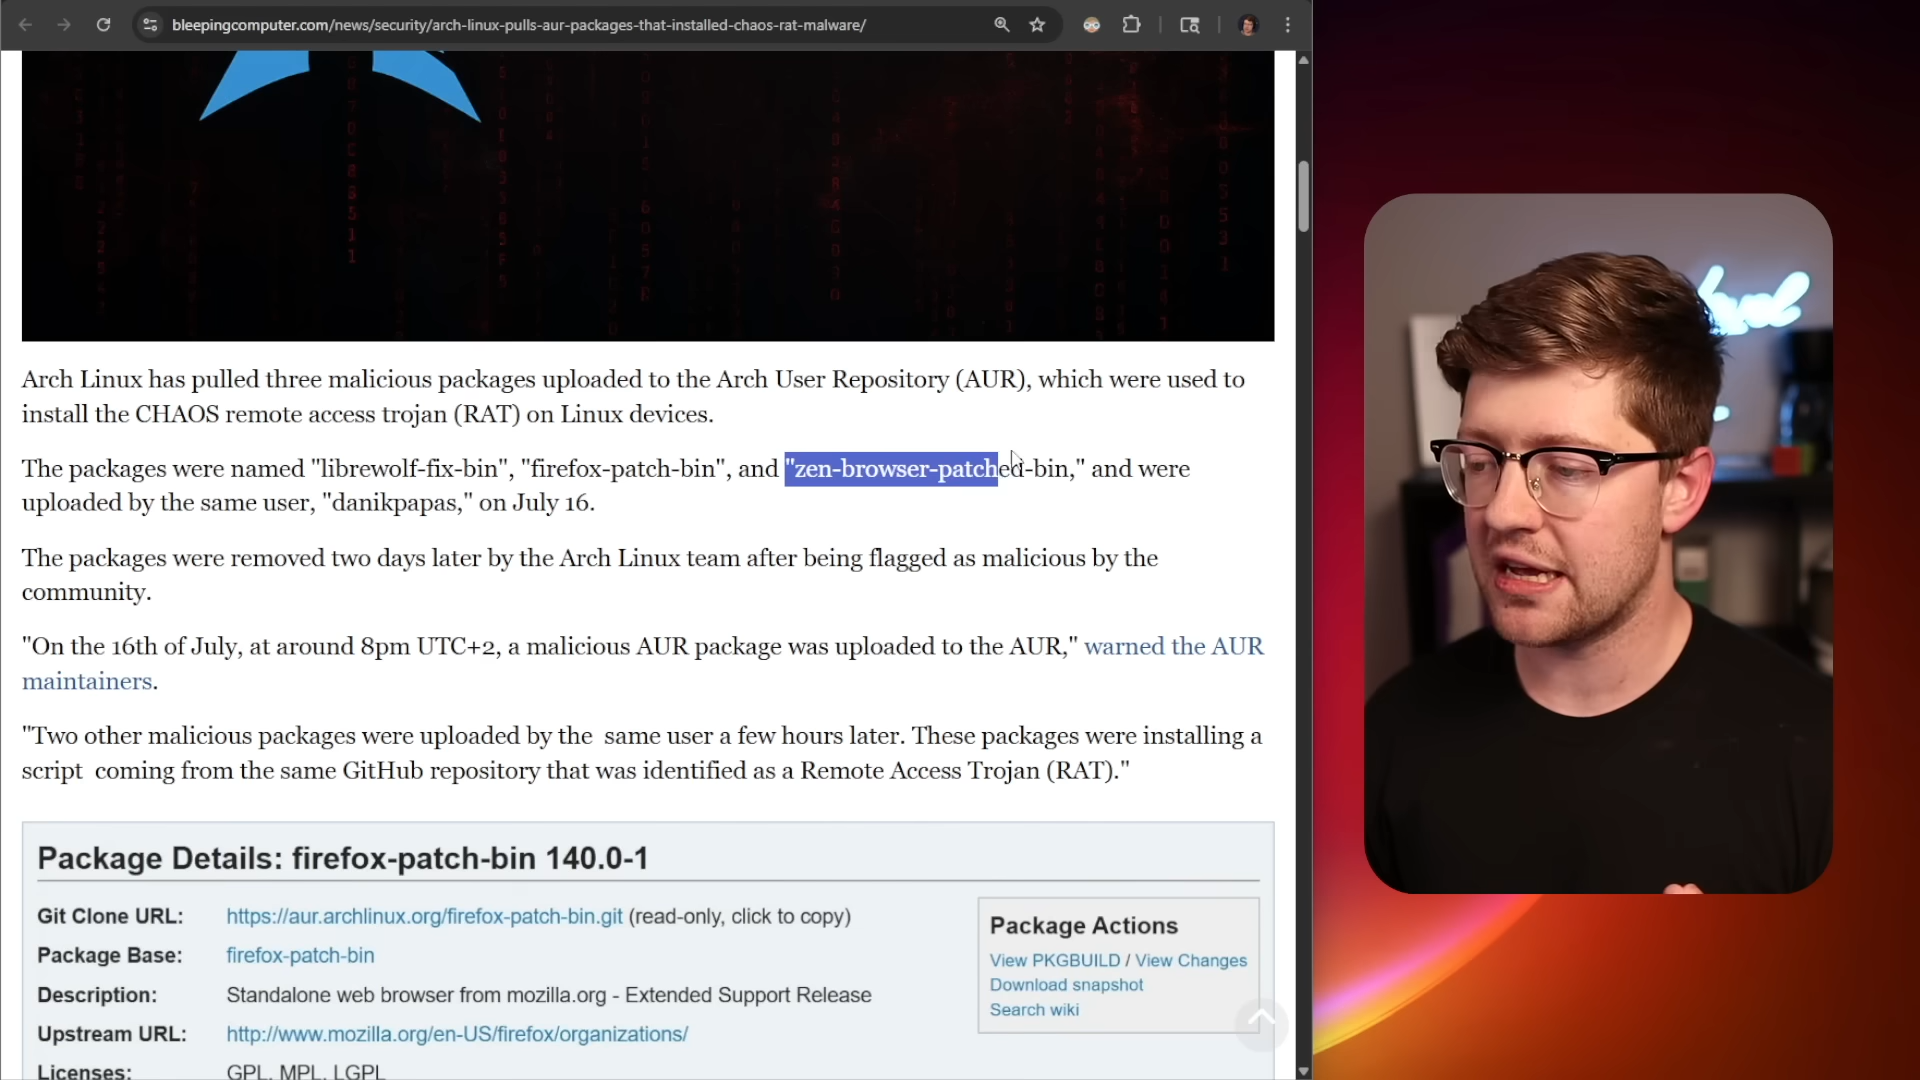 bleepingcomputer.com/news/security/arch-linux-pulls-aur-packages-that-installed-chaos-rat-malware/
Arch Linux has pulled three malicious packages uploaded to the Arch User Repository (AUR), which were used to
install the CHAOS remote access trojan (RAT) on Linux devices.
The packages were named "librewolf-fix-bin", "firefox-patch-bin", and "zen-browser-patched-bin," and were
uploaded by the same user, "danikpapas," on July 16.
The packages were removed two days later by the Arch Linux team after being flagged as malicious by the
community.
"On the 16th of July, at around 8pm UTC+2, a malicious AUR package was uploaded to the AUR," warned the AUR
maintainers.
"Two other malicious packages were uploaded by the  same user a few hours later. These packages were installing a
script  coming from the same GitHub repository that was identified as a Remote Access Trojan (RAT)."
Package Details: firefox-patch-bin 140.0-1
Git Clone URL: https://aur.archlinux.org/firefox-patch-bin.git (read-only, click to copy)
Package Base: firefox-patch-bin
Description: Standalone web browser from mozilla.org - Extended Support Release
Upstream URL: http://www.mozilla.org/en-US/firefox/organizations/
Licenses: GPL, MPL, LGPL
Package Actions
View PKGBUILD / View Changes
Download snapshot
Search wiki